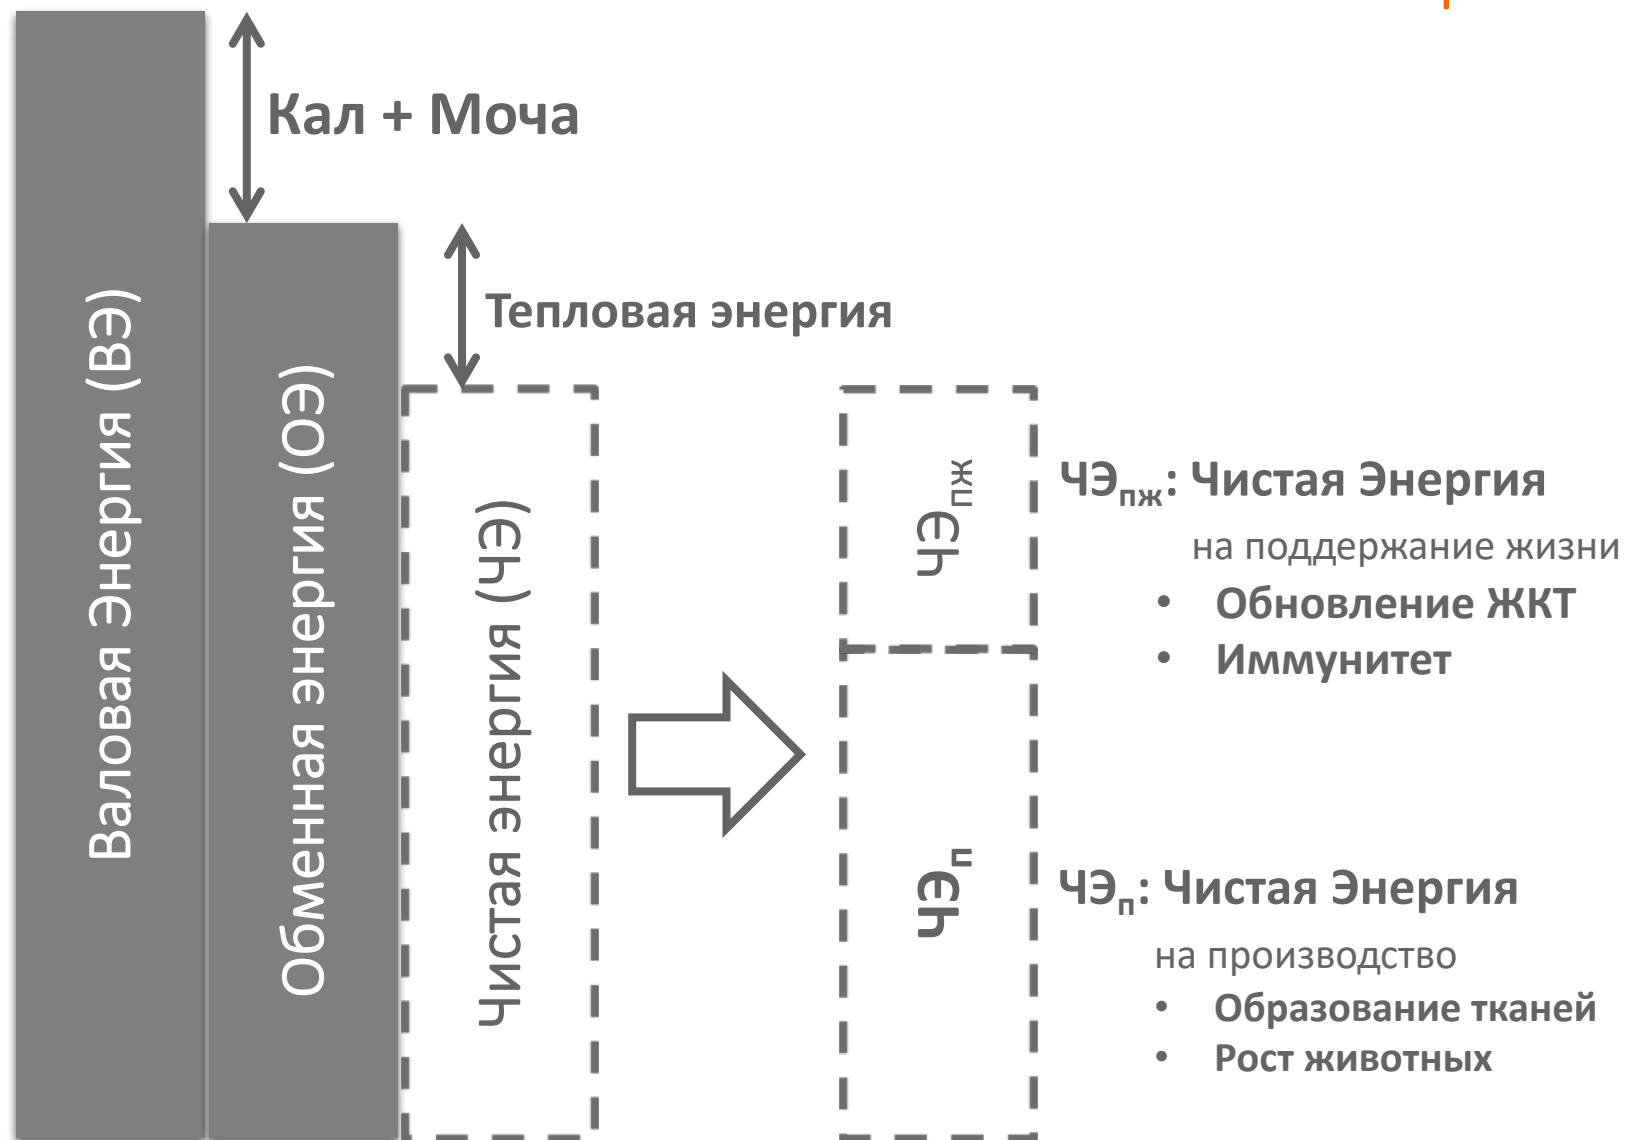 Кал + Моча
Тепловая энергия
Валовая Энергия (ВЭ)
Обменная энергия (ОЭ)
Чистая энергия (ЧЭ)
ЧЭпж
ЧЭп
ЧЭпж: Чистая Энергия
на поддержание жизни
• Обновление ЖКТ
• Иммунитет
ЧЭп: Чистая Энергия
на производство
• Образование тканей
• Рост животных